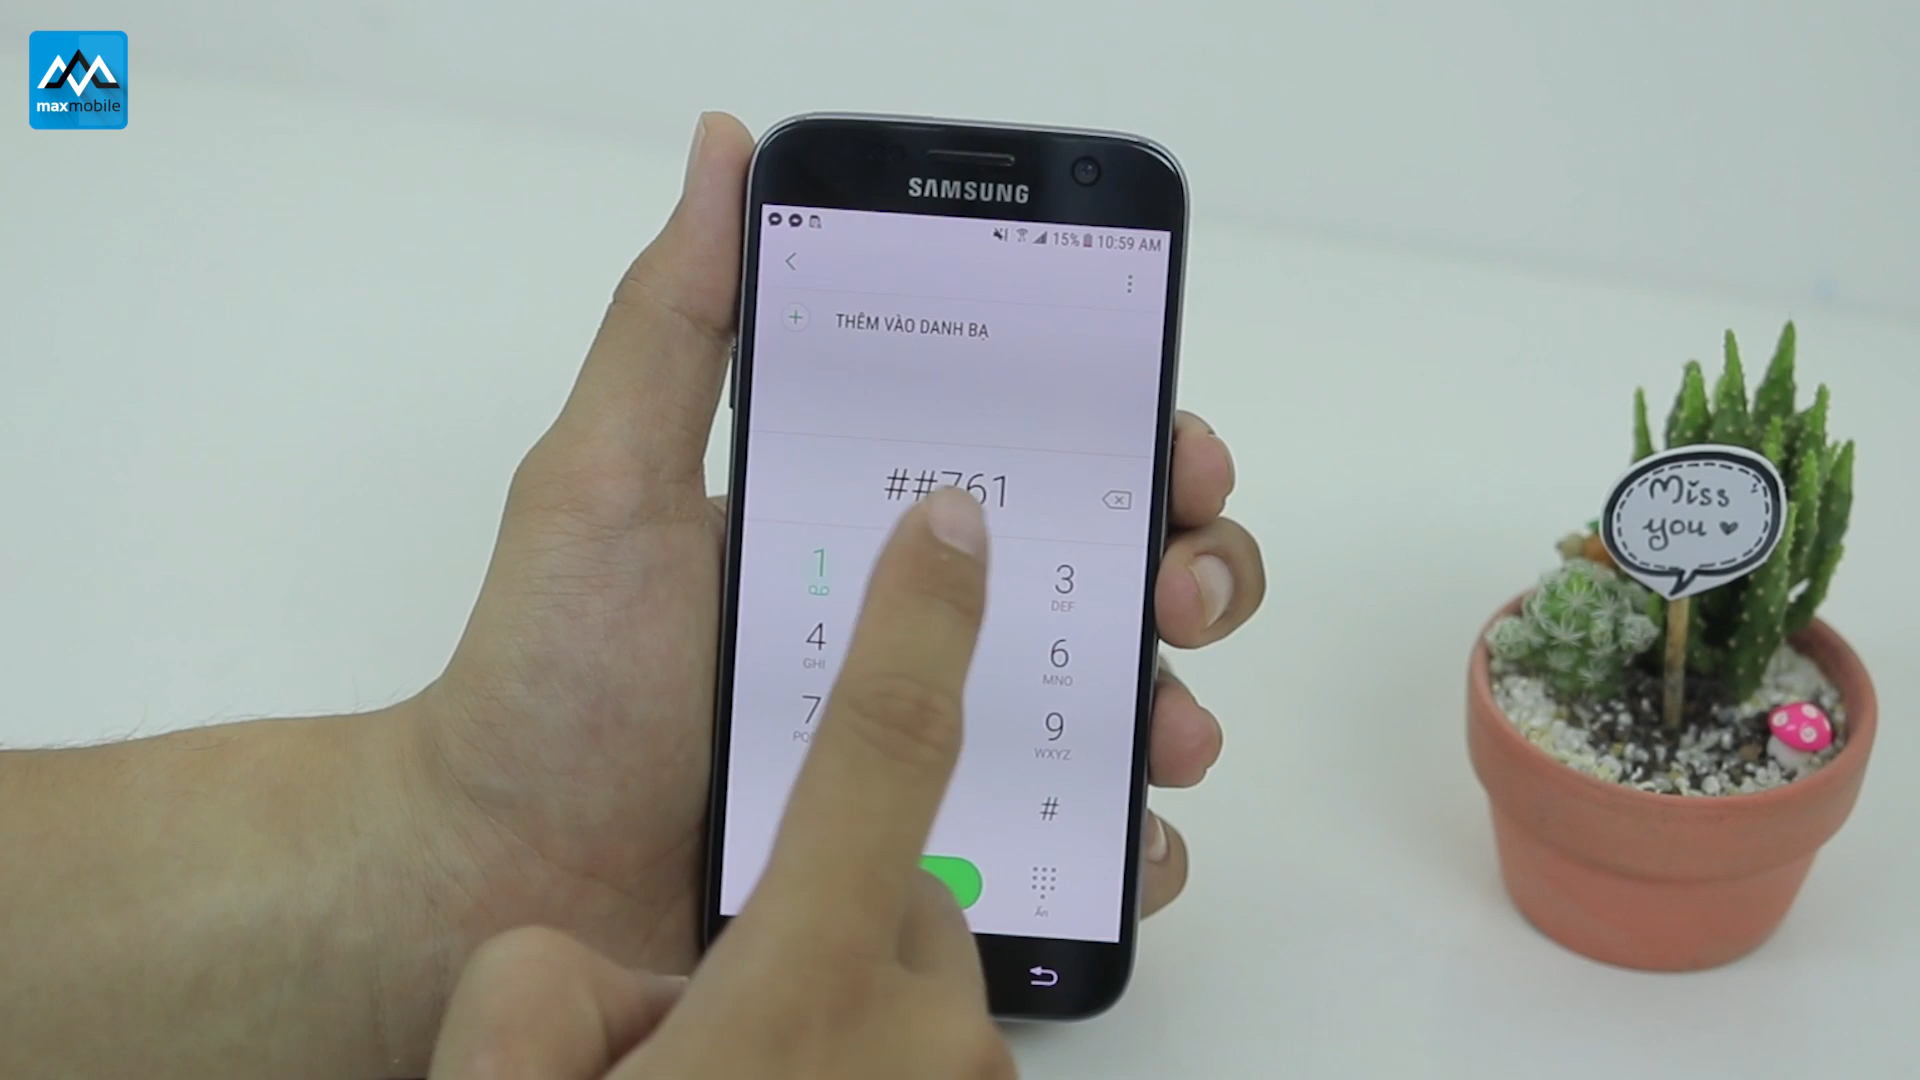 maxmobile
SAMSUNG
15% 10:59 AM
THÊM VÀO DANH BẠ
##761
1
3
DEF
4
GHI
6
MNO
7
9
WXYZ
#
Ẩn
Miss
you